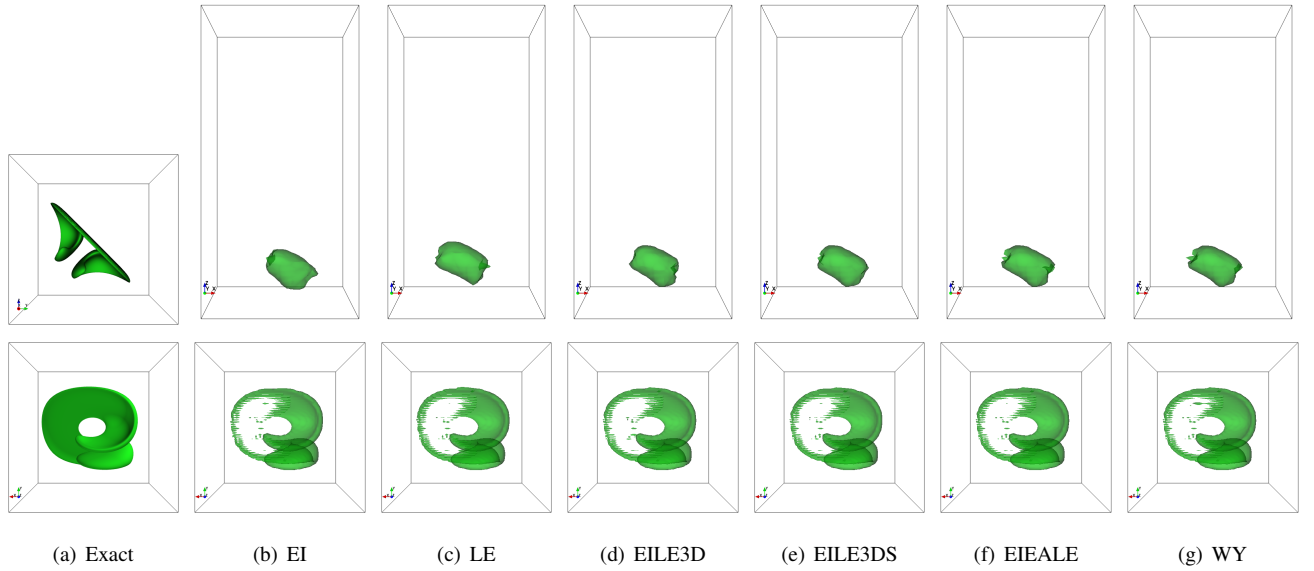 (a) Exact
(b) EI
(c) LE
(d) EILE3D
(e) EILE3DS
(f) EIEALE
(g) WY